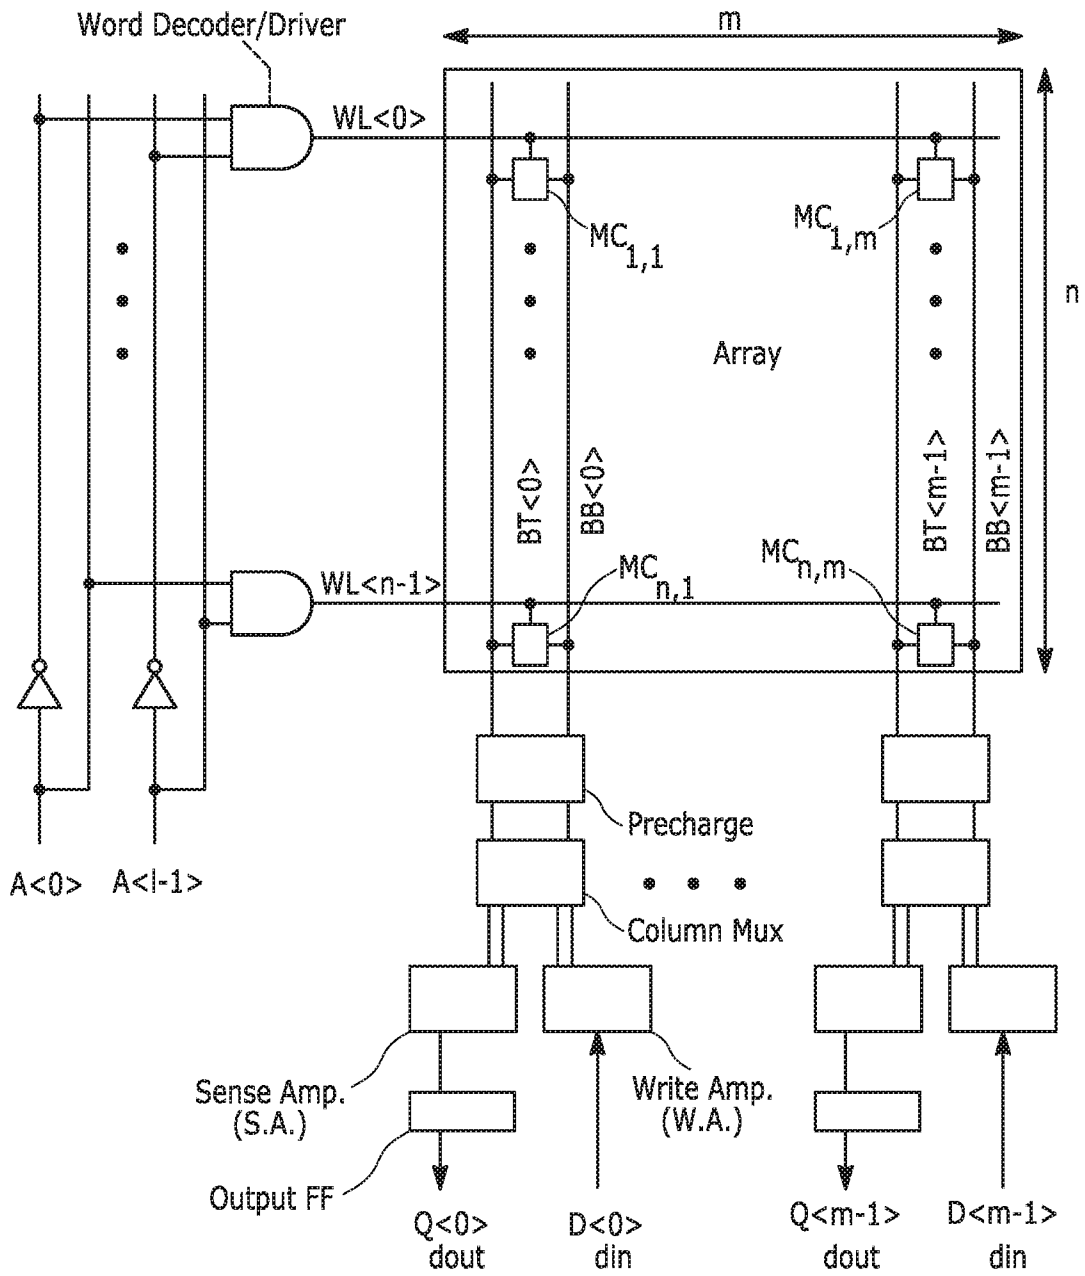 Word Decoder/Driver
m
WL<0>
MC1,1
MC1,m
n
Array
BT<0>
BB<0>
BT<m-1>
BB<m-1>
WL<n-1>
MCn,1
MCn,m
Precharge
A<0>
A<l-1>
Column Mux
Sense Amp.
(S.A.)
Write Amp.
(W.A.)
Output FF
Q<0>
dout
D<0>
din
Q<m-1>
dout
D<m-1>
din